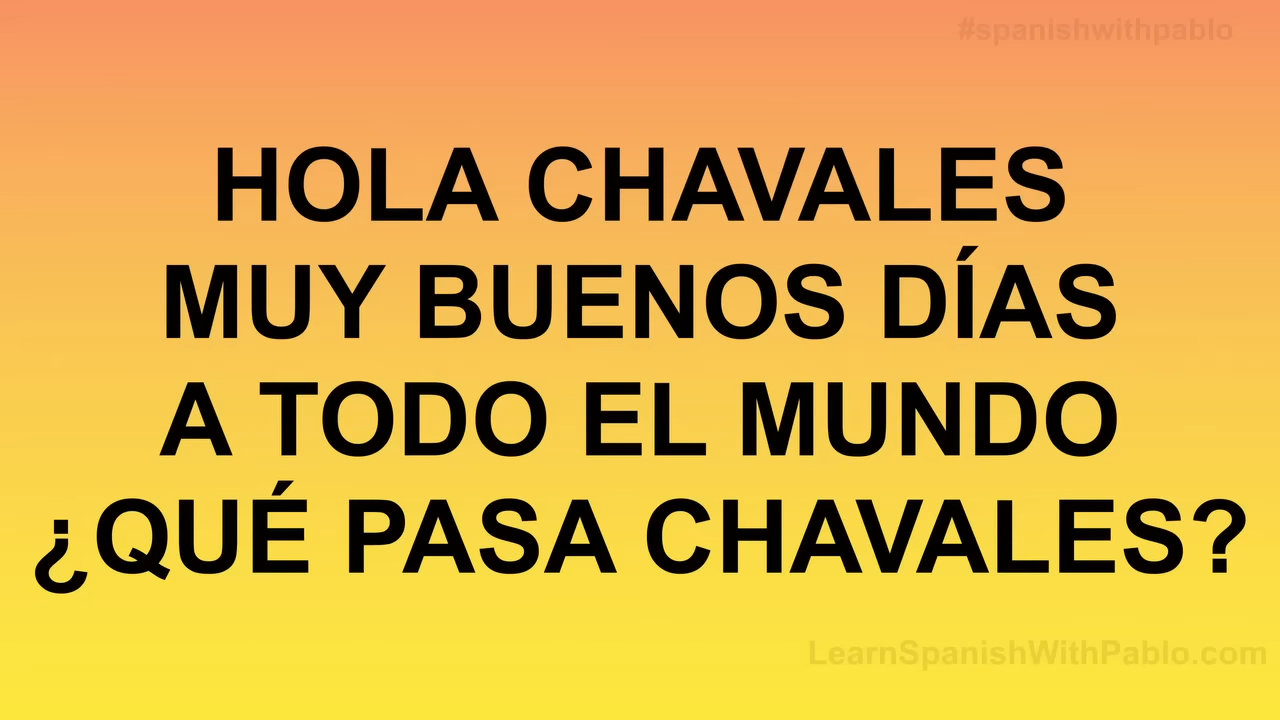 #spanishwithpablo
HOLA CHAVALES
MUY BUENOS DÍAS
A TODO EL MUNDO
¿QUÉ PASA CHAVALES?
LearnSpanishWithPablo.com